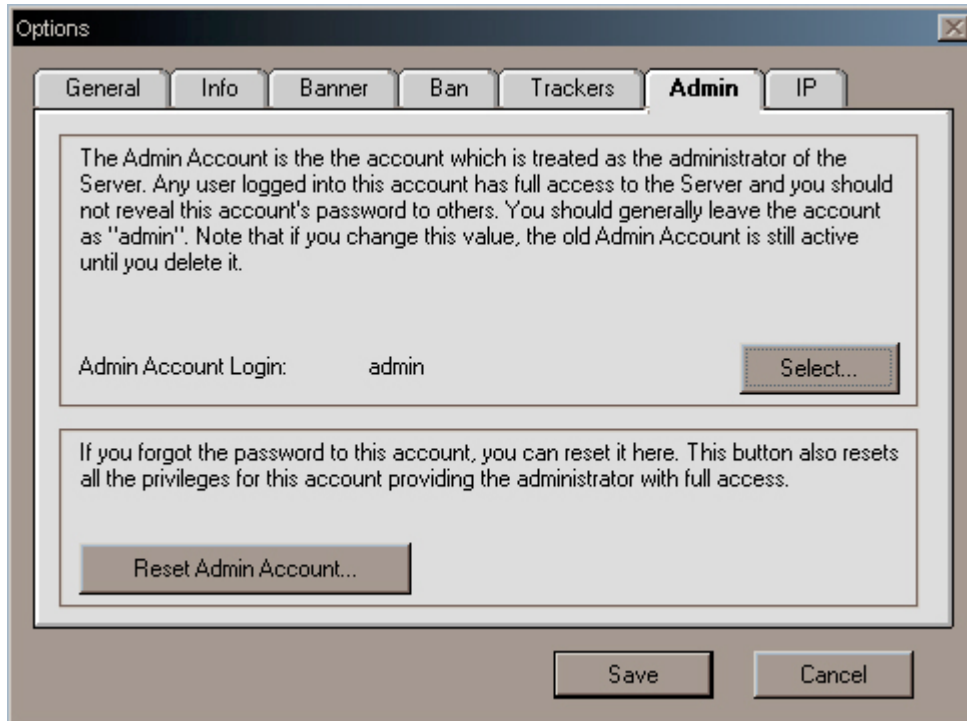 Options
General Info Banner Ban Trackers Admin IP
The Admin Account is the the account which is treated as the administrator of the
Server. Any user logged into this account has full access to the Server and you should
not reveal this account's password to others. You should generally leave the account
as "admin". Note that if you change this value, the old Admin Account is still active
until you delete it.
Admin Account Login: admin
Select...
If you forgot the password to this account, you can reset it here. This button also resets
all the privileges for this account providing the administrator with full access.
Reset Admin Account...
Save Cancel